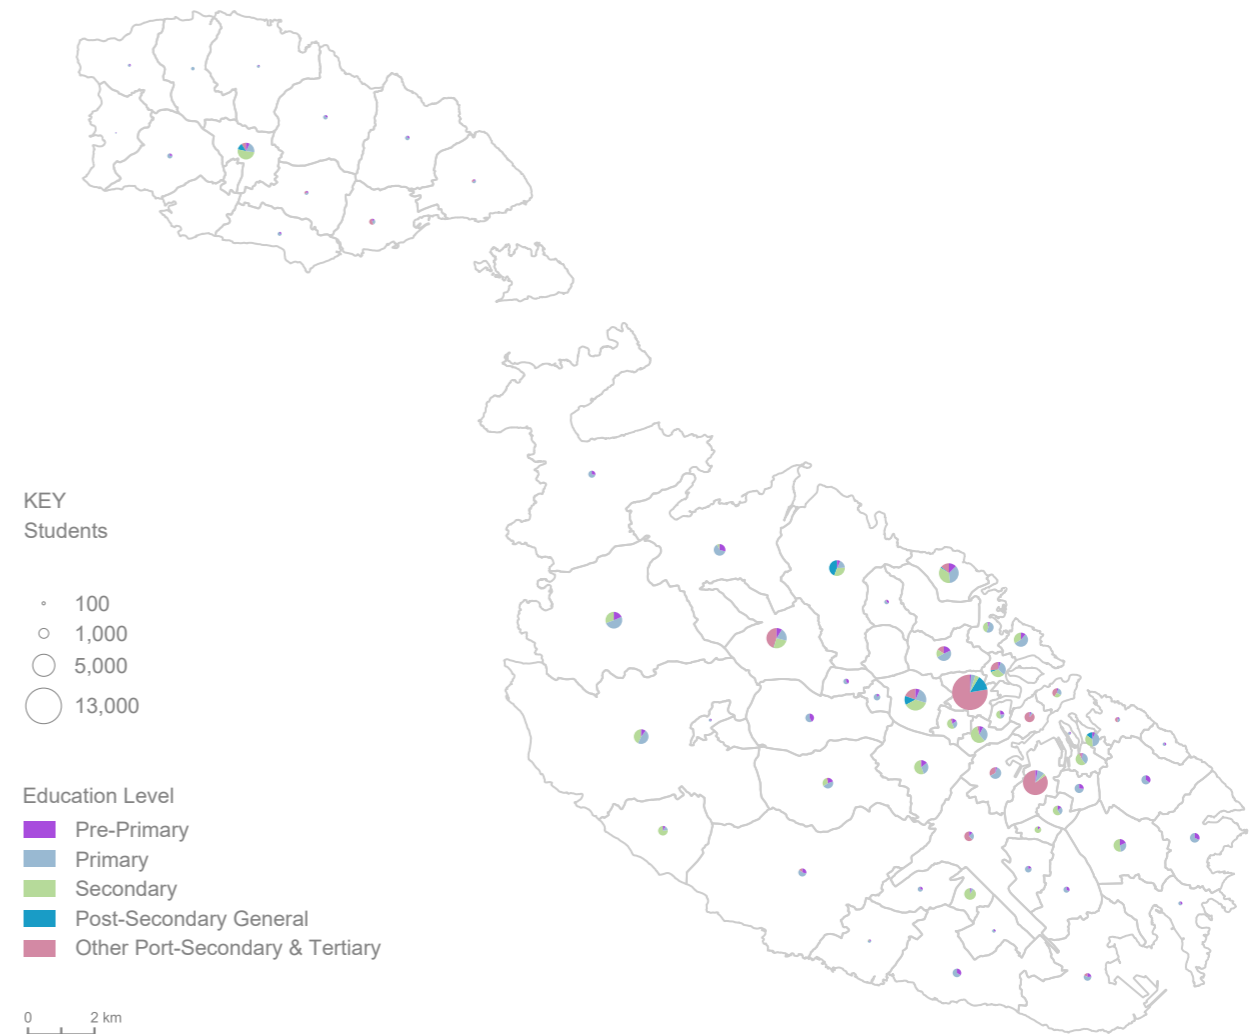 KEY
Students
100
1,000
5,000
13,000
Education Level
Pre-Primary
Primary
Secondary
Post-Secondary General
Other Port-Secondary & Tertiary
0 2 km